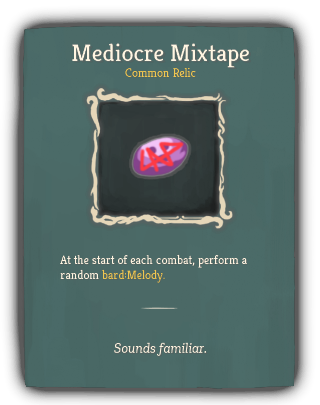 Mediocre Mixtape
Common Relic
At the start of each combat, perform a
random bard:Melody.
Sounds familiar.